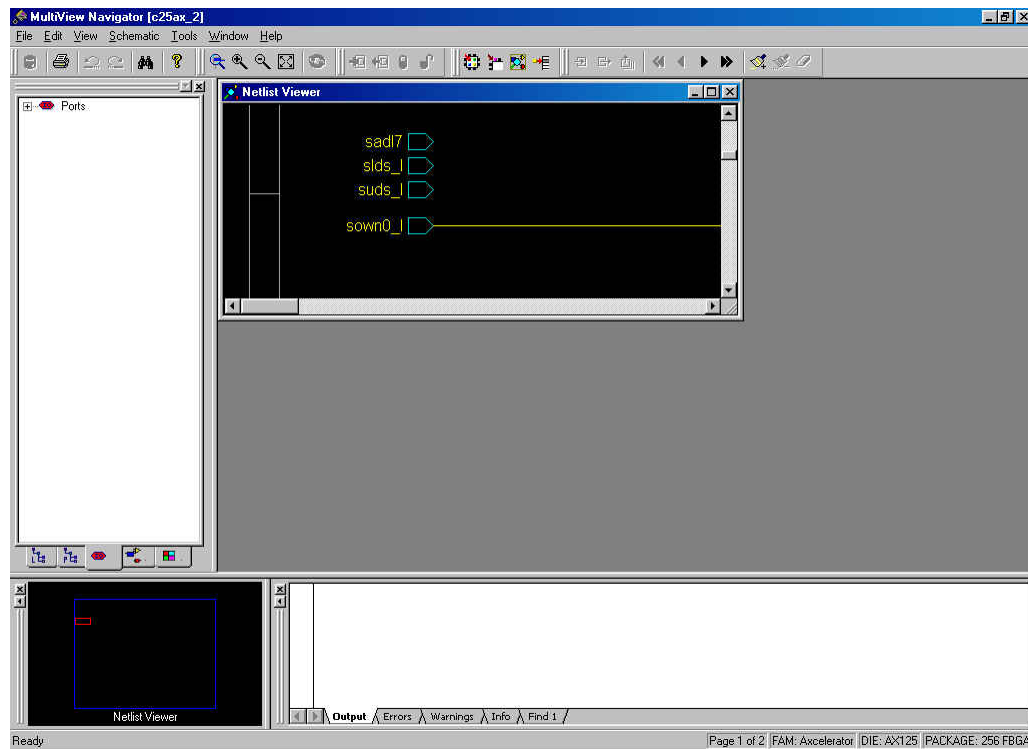 MultiView Navigator [c25ax_2]
File Edit View Schematic Tools Window Help
Ports
Netlist Viewer
sadl7
slds_l
suds_l
sown0_l
Netlist Viewer
Output Errors Warnings Info Find 1
Ready
Page 1 of 2 FAM: Axcelerator DIE: AX125 PACKAGE: 256 FBGA